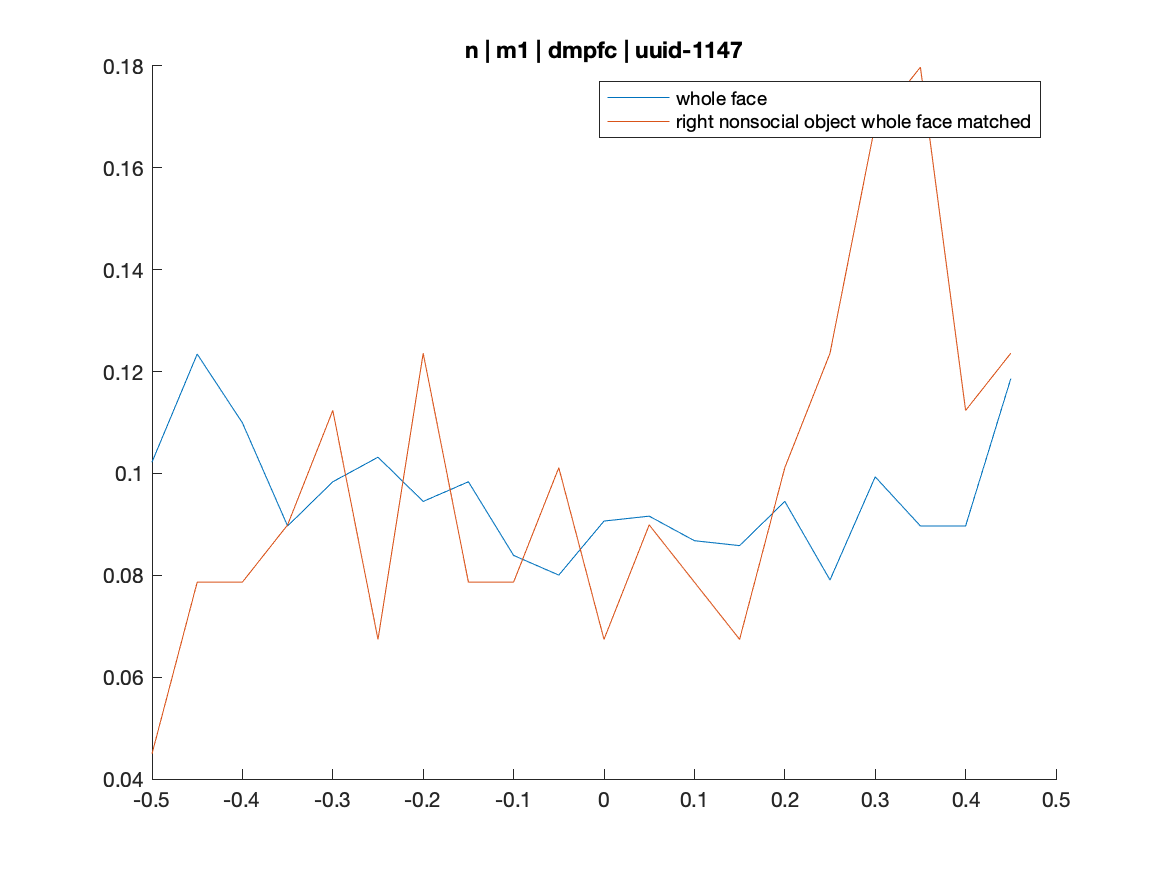 n | m1 | dmpfc | uuid-1147
whole face
right nonsocial object whole face matched
0.18
0.16
0.14
0.12
0.1
0.08
0.06
0.04
-0.5 -0.4 -0.3 -0.2 -0.1 0 0.1 0.2 0.3 0.4 0.5